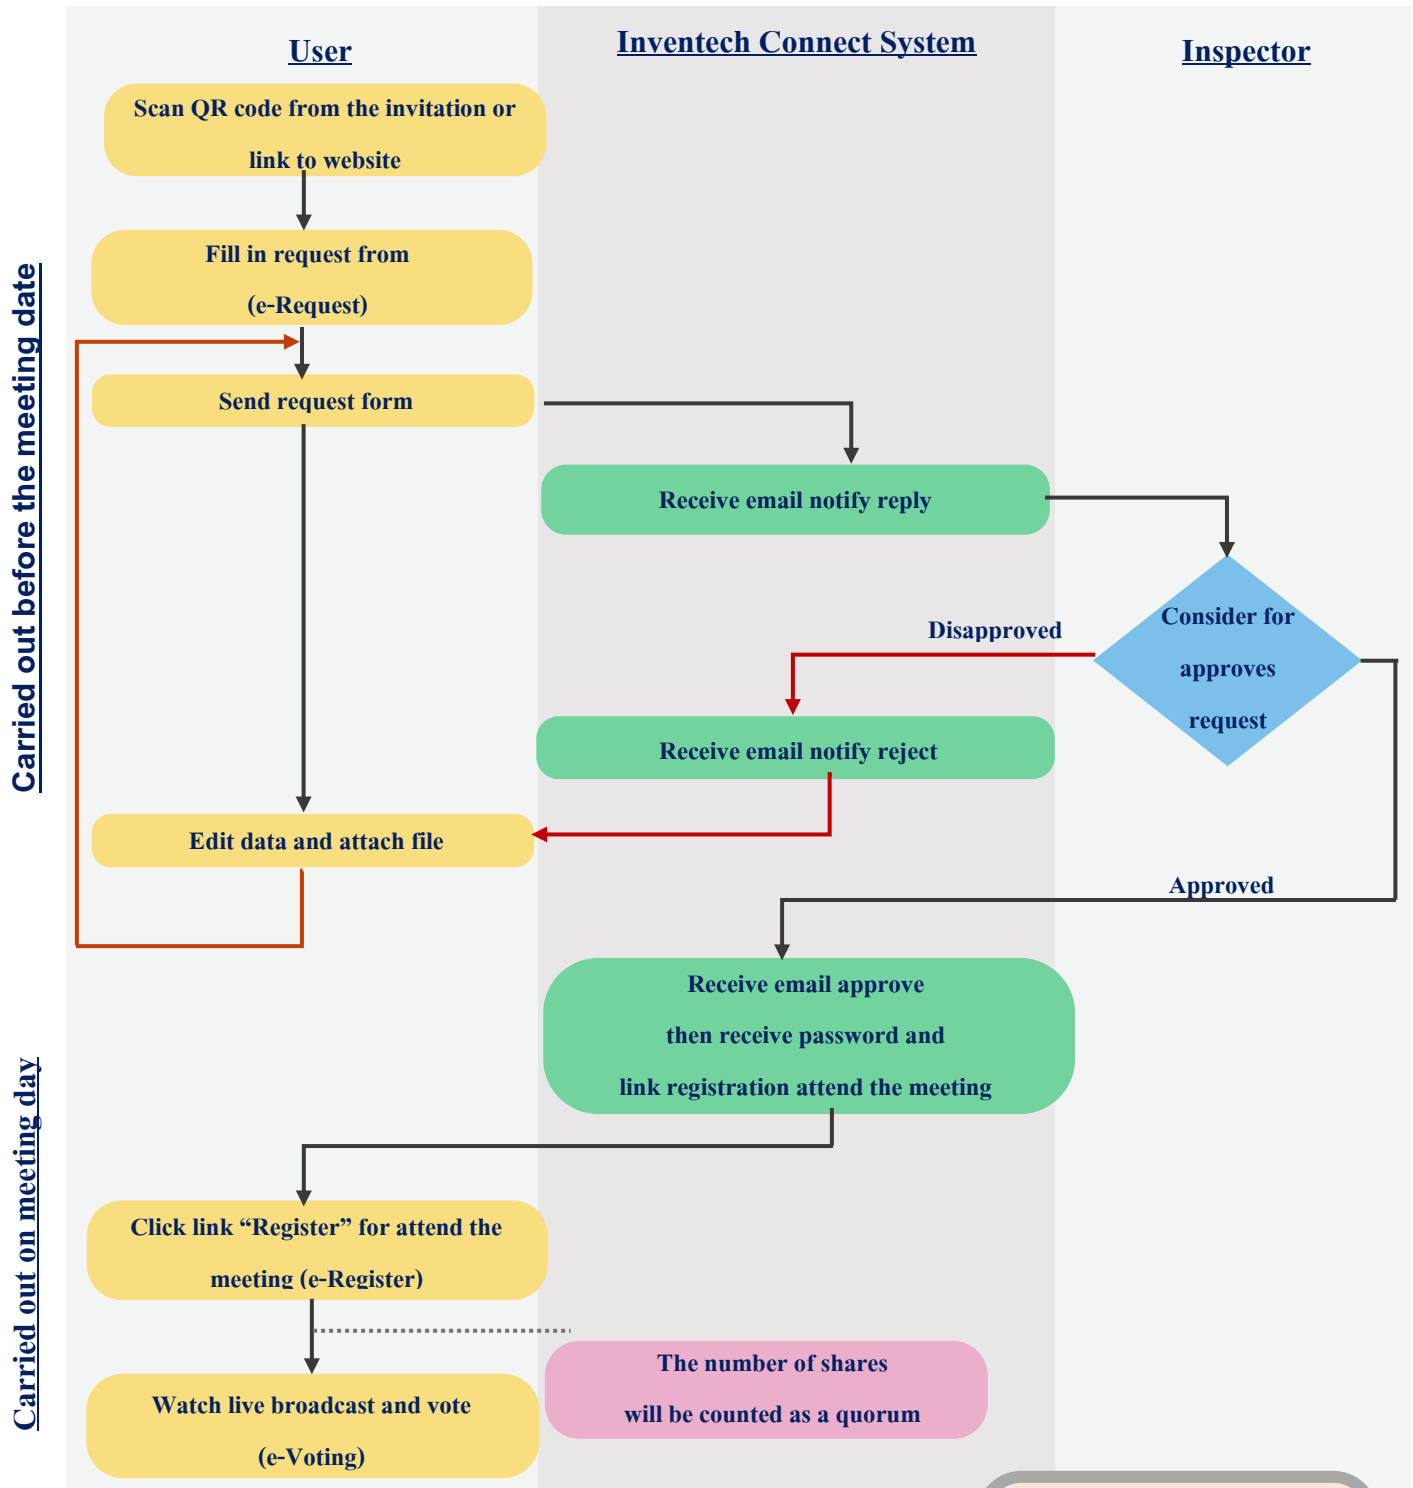 User
Inventech Connect System
Inspector
Scan QR code from the invitation or
link to website
Fill in request from
(e-Request)
Send request form
Receive email notify reply
Consider for
approves
request
Disapproved
Receive email notify reject
Edit data and attach file
Approved
Receive email approve
then receive password and
link registration attend the meeting
Click link “Register” for attend the
meeting (e-Register)
The number of shares
will be counted as a quorum
Watch live broadcast and vote
(e-Voting)
Carried out before the meeting date
Carried out on meeting day